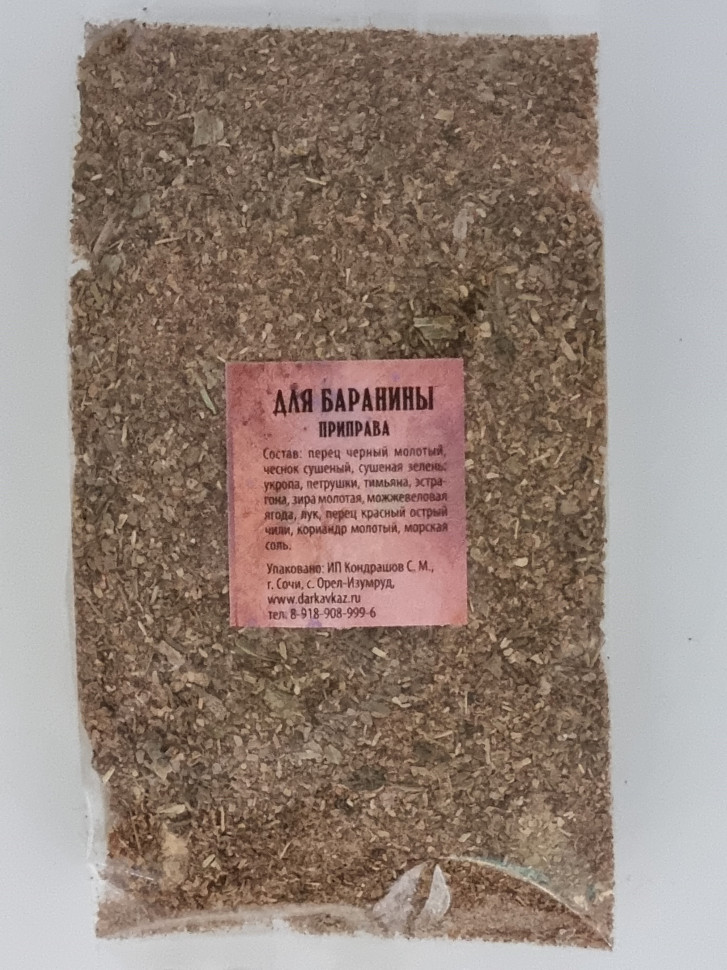 ДЛЯ БАРАНИНЫ
ПРИПРАВА
Состав: перец черный молотый,
чеснок сушеный, сушеная зелень:
укропа, петрушки, тимьяна, эстра-
гона, зира молотая, можжевеловая
ягода, лук, перец красный острый
чили, кориандр молотый, морская
соль.
Упаковано: ИП Кондрашов С. М.,
г. Сочи, с. Орел-Изумруд,
www.darkavkaz.ru
тел. 8-918-908-999-6